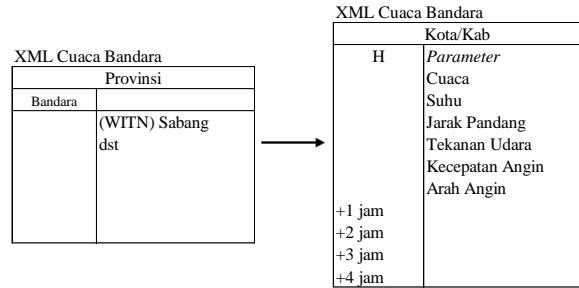 XML Cuaca Bandara
Provinsi
Bandara
(WITN) Sabang
dst
XML Cuaca Bandara
Kota/Kab
H Parameter
Cuaca
Suhu
Jarak Pandang
Tekanan Udara
Kecepatan Angin
Arah Angin
+1 jam
+2 jam
+3 jam
+4 jam